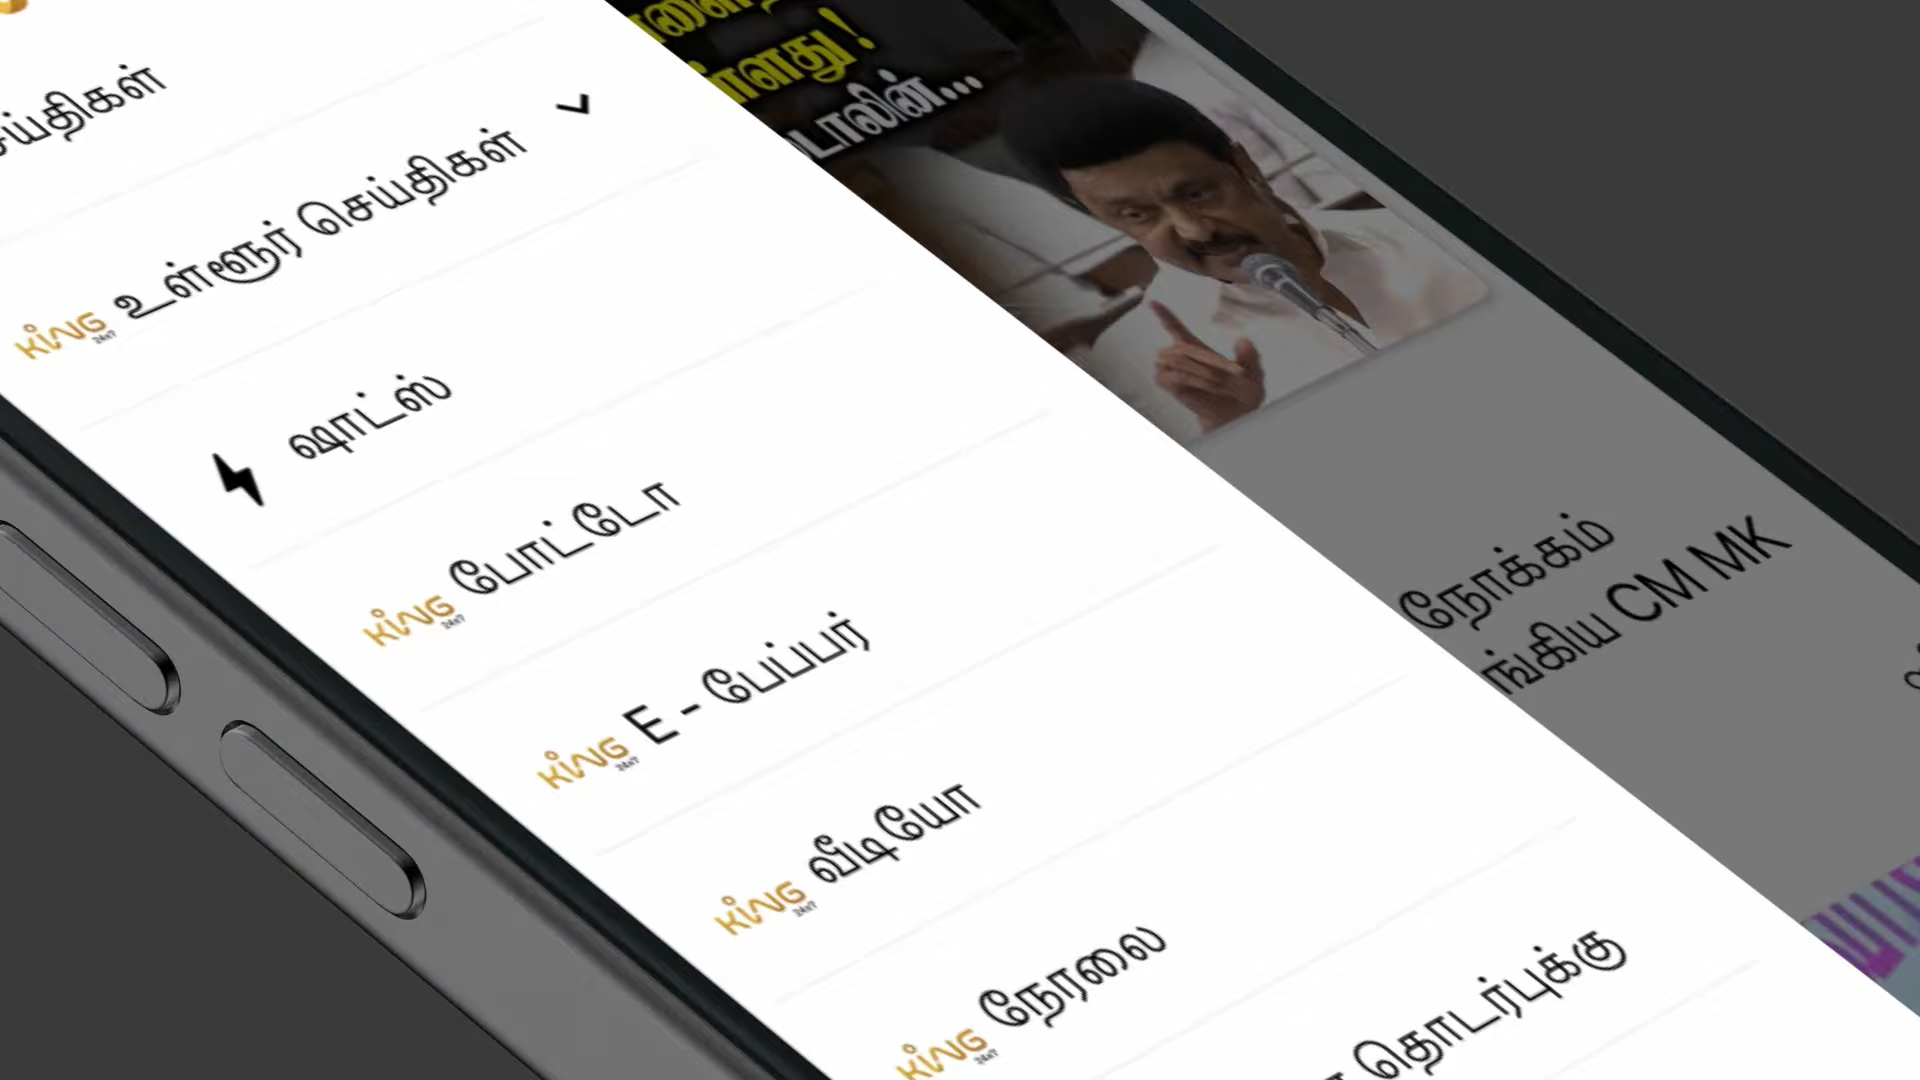 செய்திகள்
KING 24x7 உள்ளூர் செய்திகள்
ஷாட்ஸ்
KING 24x7 போட்டோ
KING 24x7 E - பேப்பர்
KING 24x7 வீடியோ
KING 24x7 நேரலை
தொடர்புக்கு
நோக்கம்
ங்கிய CM MK